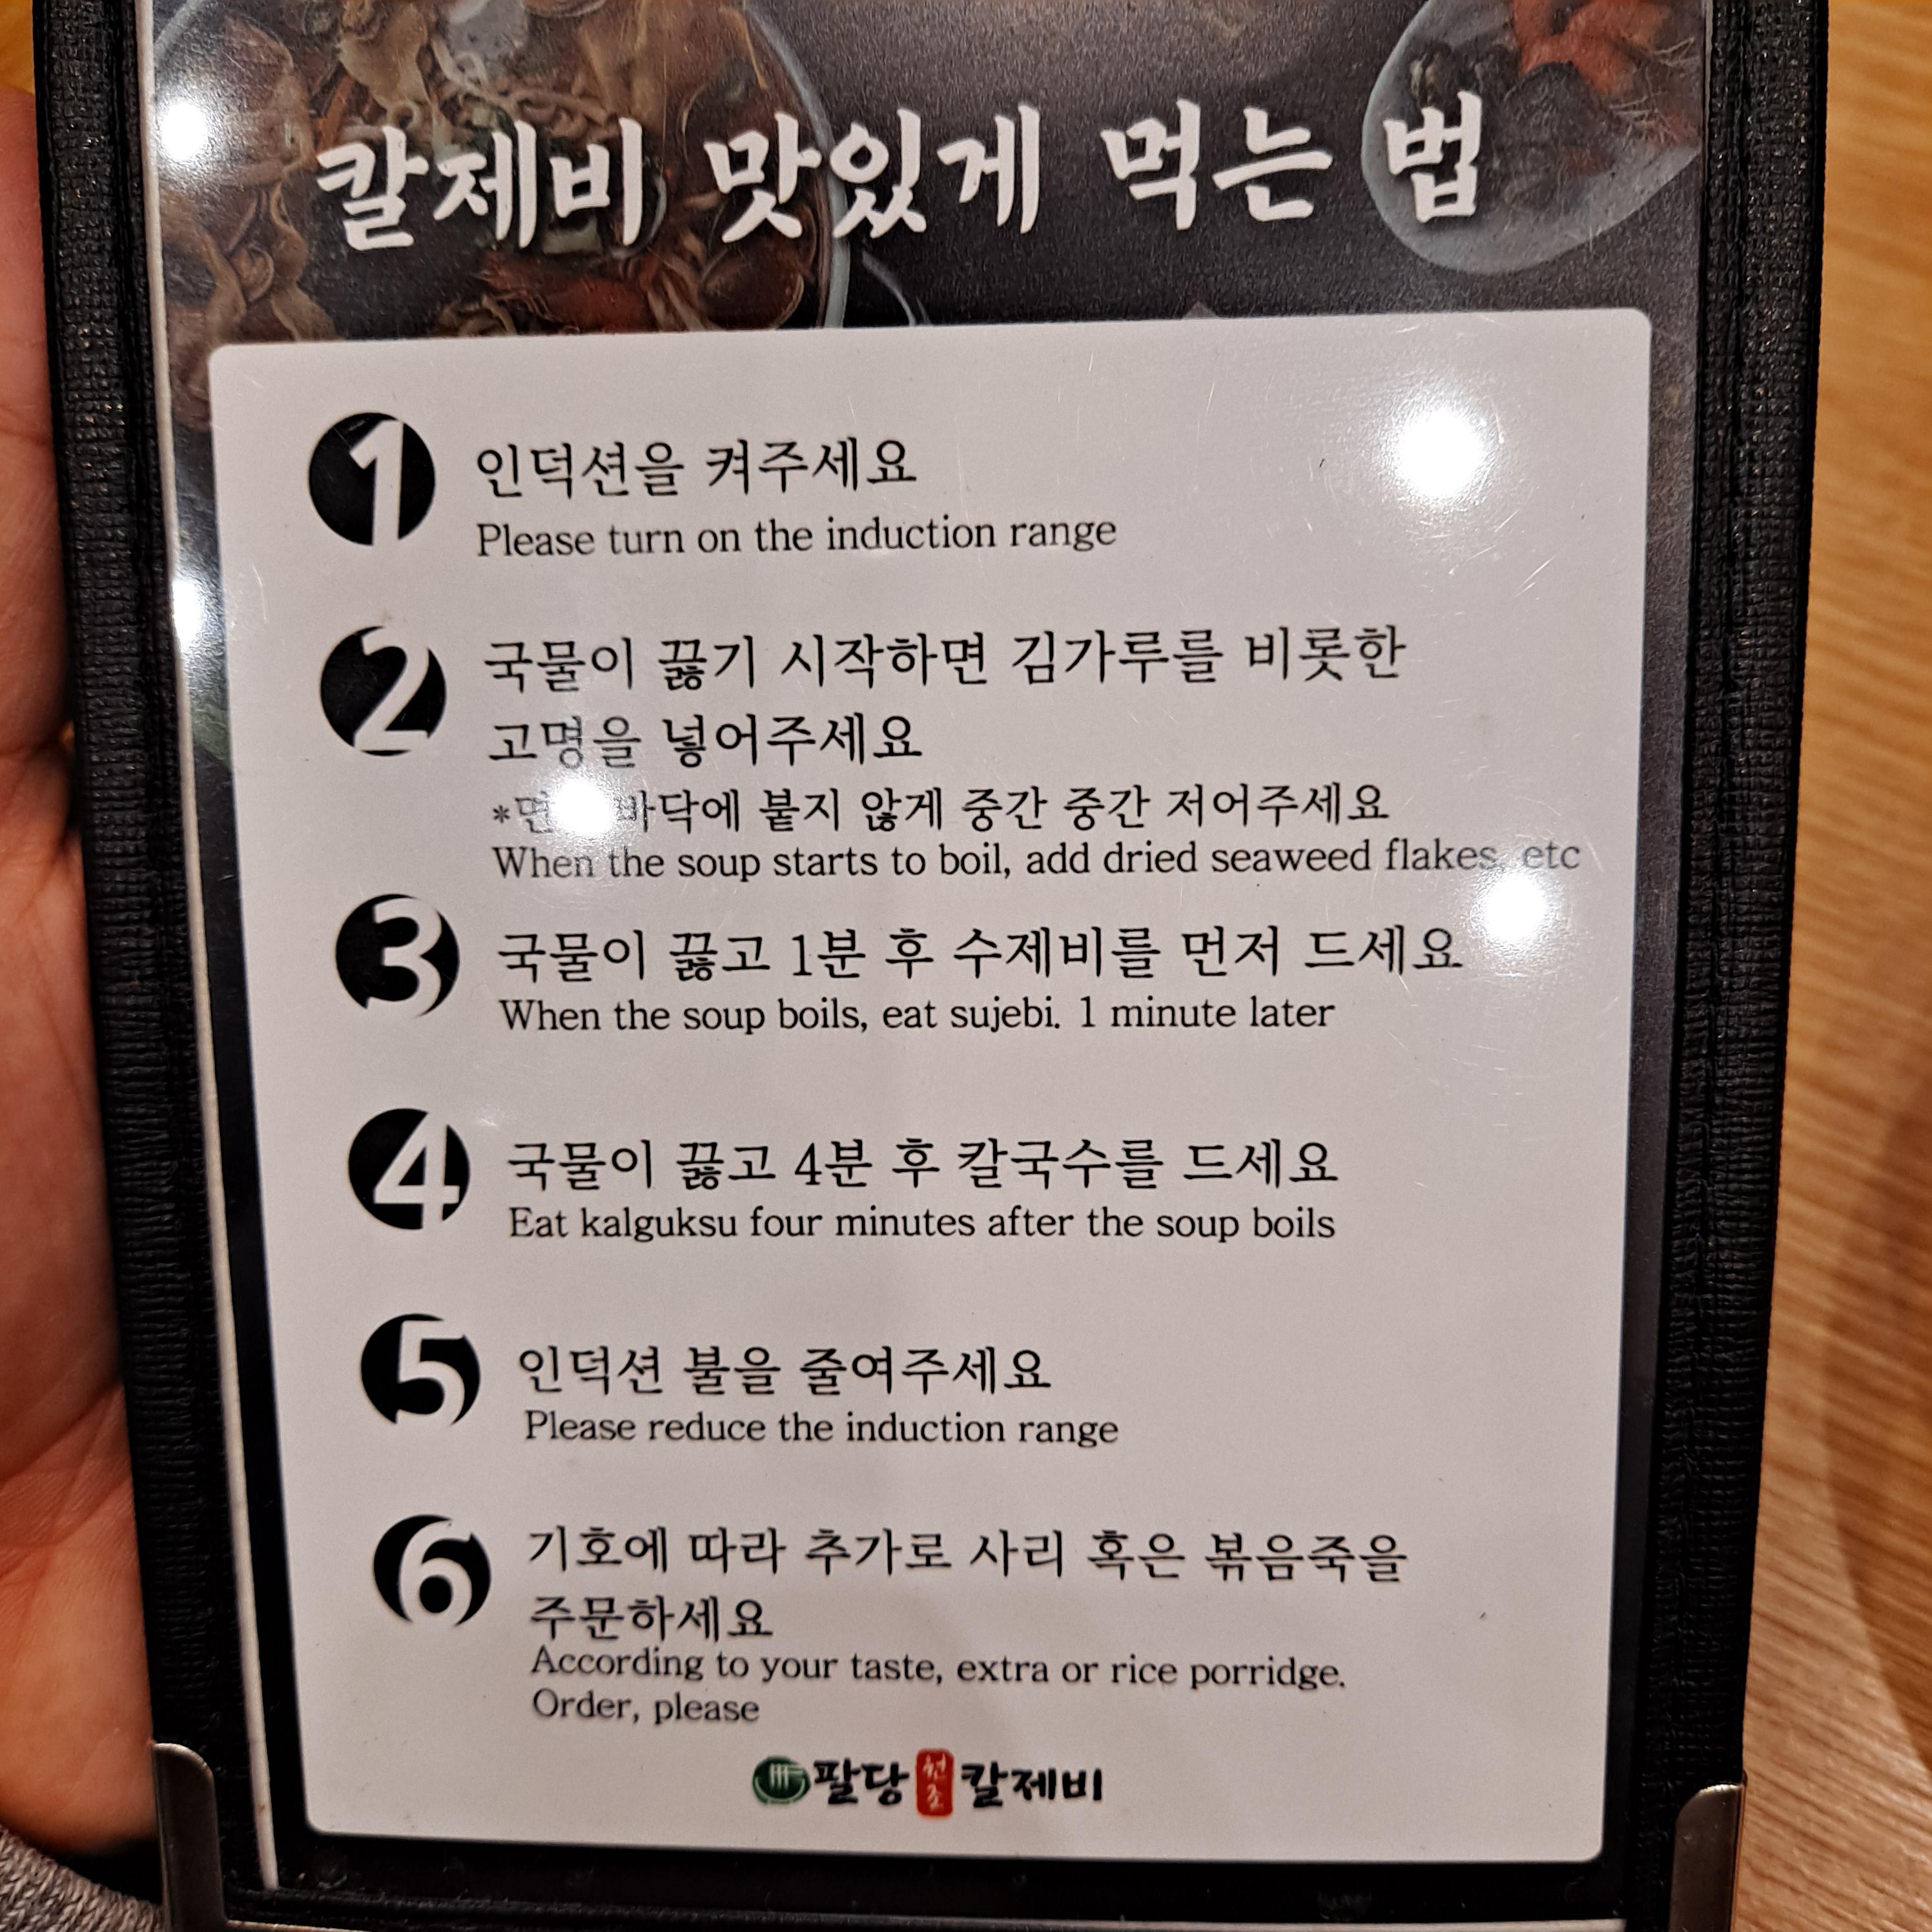 칼제비 맛있게 먹는 법
1
인덕션을 켜주세요
Please turn on the induction range
2
국물이 끓기 시작하면 김가루를 비롯한
고명을 넣어주세요
*면 바닥에 붙지 않게 중간 중간 저어주세요
When the soup starts to boil, add dried seaweed flakes, etc
3
국물이 끓고 1분 후 수제비를 먼저 드세요
When the soup boils, eat sujebi. 1 minute later
4
국물이 끓고 4분 후 칼국수를 드세요
Eat kalguksu four minutes after the soup boils
5
인덕션 불을 줄여주세요
Please reduce the induction range
6
기호에 따라 추가로 사리 혹은 볶음죽을
주문하세요
According to your taste, extra or rice porridge.
Order, please
팔당 원조 칼제비